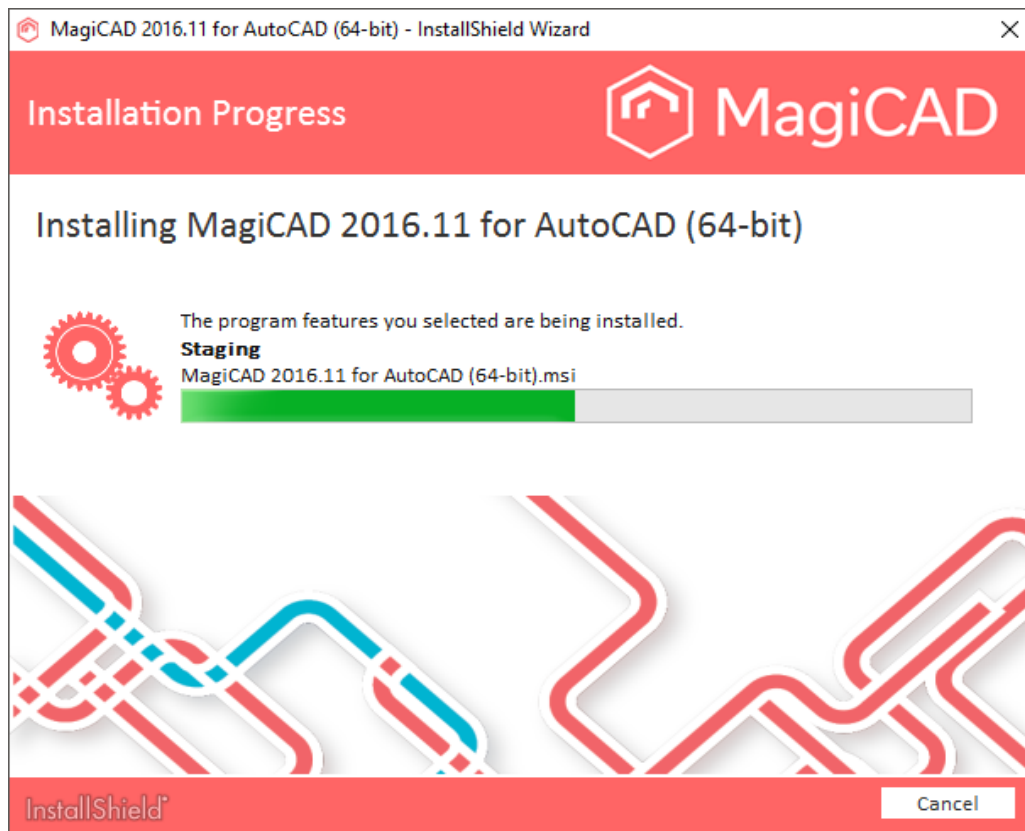 MagiCAD 2016.11 for AutoCAD (64-bit) - InstallShield Wizard
Installation Progress
MagiCAD
Installing MagiCAD 2016.11 for AutoCAD (64-bit)
The program features you selected are being installed.
Staging
MagiCAD 2016.11 for AutoCAD (64-bit).msi
InstallShield®
Cancel